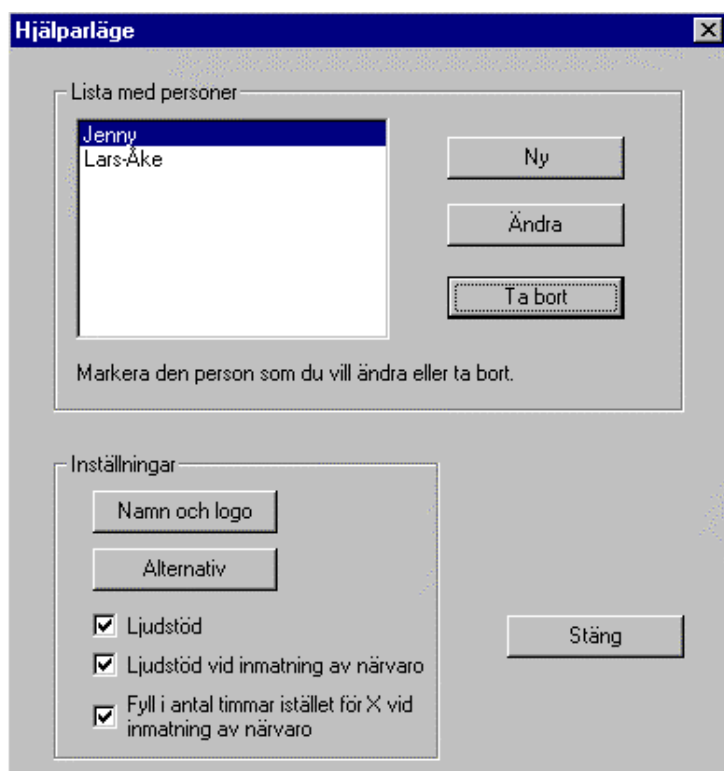 Hjälparläge
Lista med personer
Jenny
Lars-Åke
Ny
Ändra
Ta bort
Markera den person som du vill ändra eller ta bort.
Inställningar
Namn och logo
Alternativ
Ljudstöd
Ljudstöd vid inmatning av närvaro
Fyll i antal timmar istället för X vid
inmatning av närvaro
Stäng